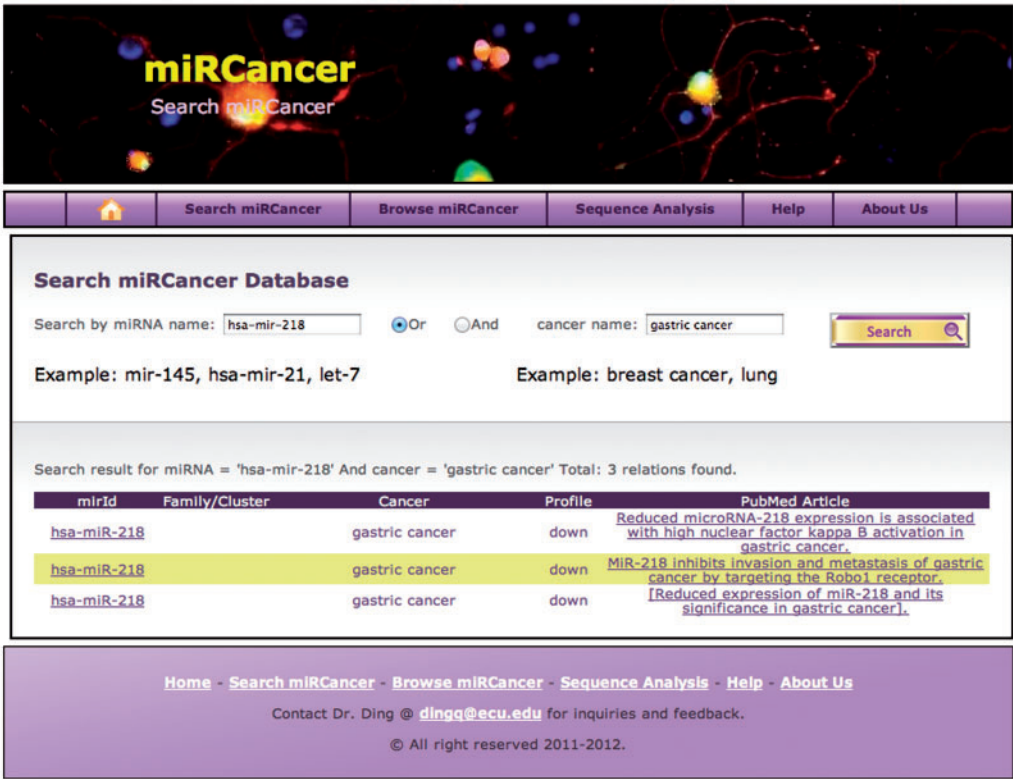 miRCancer
Search miRCancer
Search miRCancer Browse miRCancer Sequence Analysis Help About Us
Search miRCancer Database
Search by miRNA name: hsa-mir-218 Or And cancer name: gastric cancer Search
Example: mir-145, hsa-mir-21, let-7 Example: breast cancer, lung
Search result for miRNA = 'hsa-mir-218' And cancer = 'gastric cancer' Total: 3 relations found.
mirId Family/Cluster Cancer Profile PubMed Article
hsa-miR-218 gastric cancer down Reduced microRNA-218 expression is associated
with high nuclear factor kappa B activation in
gastric cancer.
hsa-miR-218 gastric cancer down MiR-218 inhibits invasion and metastasis of gastric
cancer by targeting the Robo1 receptor.
hsa-miR-218 gastric cancer down [Reduced expression of miR-218 and its
significance in gastric cancer].
Home - Search miRCancer - Browse miRCancer - Sequence Analysis - Help - About Us
Contact Dr. Ding @ dingq@ecu.edu for inquiries and feedback.
© All right reserved 2011-2012.